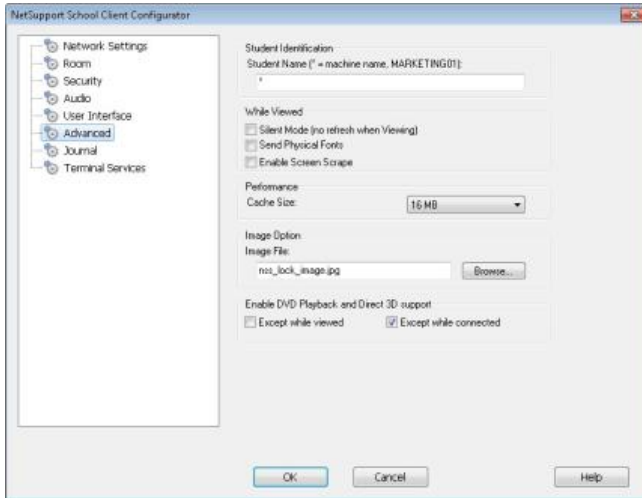 NetSupport School Client Configurator
Network Settings
Room
Security
Audio
User Interface
Advanced
Journal
Terminal Services
Student Identification
Student Name (* = machine name, MARKETING01):
*
While Viewed
Silent Mode (no refresh when Viewing)
Send Physical Fonts
Enable Screen Scrape
Performance
Cache Size:
16 MB
Image Option
Image File:
nss_lock_image.jpg
Browse...
Enable DVD Playback and Direct 3D support
Except while viewed
Except while connected
OK
Cancel
Help